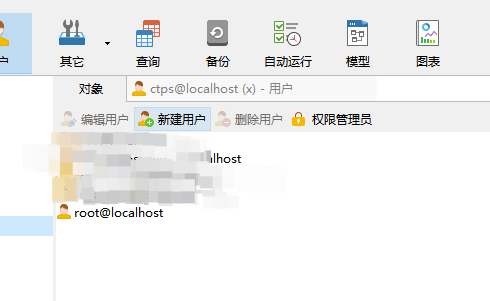 户
其它
查询
备份
自动运行
模型
图表
对象
ctps@localhost (x) - 用户
编辑用户
新建用户
删除用户
权限管理员
lhost
root@localhost